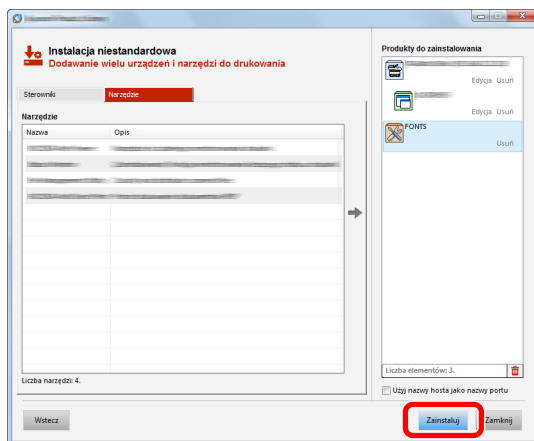 Instalacja niestandardowa
Dodawanie wielu urządzeń i narzędzi do drukowania
Sterowniki
Narzędzie
Narzędzie
Nazwa
Opis
Liczba narzędzi: 4.
Produkty do zainstalowania
Edycja Usuń
Edycja Usuń
FONTS
Usuń
Liczba elementów: 3.
Użyj nazwy hosta jako nazwy portu
Wstecz
Zainstaluj
Zamknij